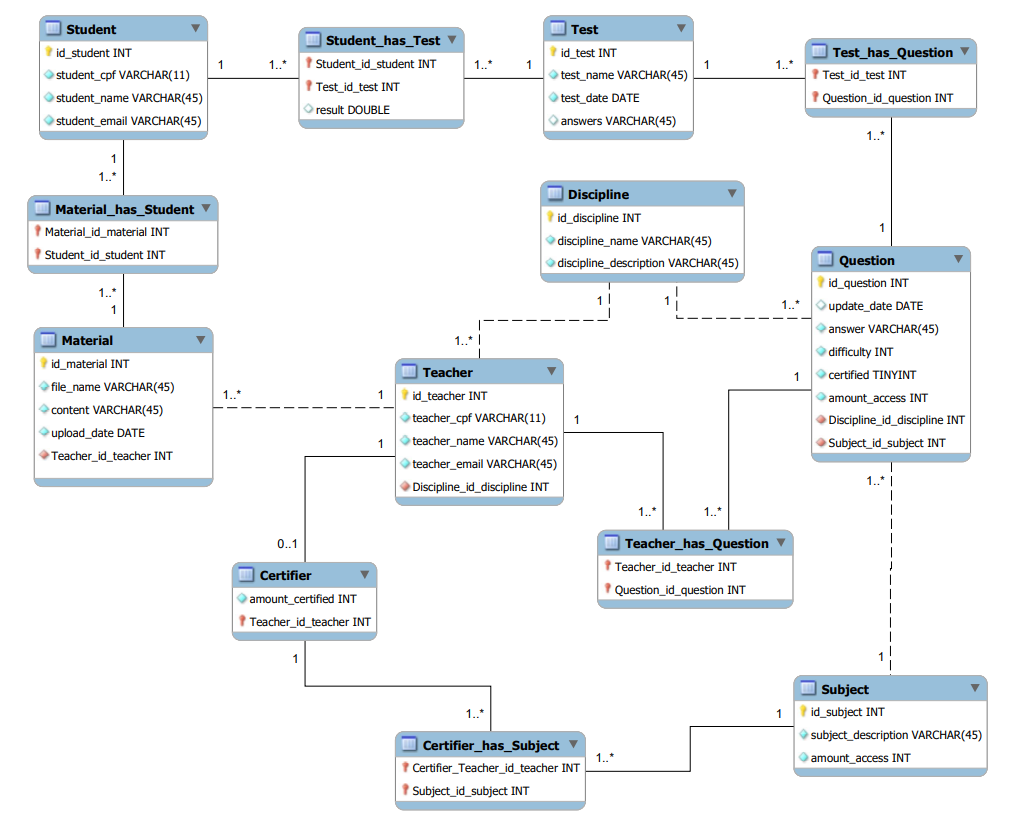 Student
id_student INT
student_cpf VARCHAR(11)
student_name VARCHAR(45)
student_email VARCHAR(45)
1
1..*
Student_has_Test
Student_id_student INT
Test_id_test INT
result DOUBLE
1..*
1
Test
id_test INT
test_name VARCHAR(45)
test_date DATE
answers VARCHAR(45)
1
1..*
Test_has_Question
Test_id_test INT
Question_id_question INT
1..*
1
1
1..*
Material_has_Student
Material_id_material INT
Student_id_student INT
1..*
1
Discipline
id_discipline INT
discipline_name VARCHAR(45)
discipline_description VARCHAR(45)
1
1..*
1
1..*
Question
id_question INT
update_date DATE
answer VARCHAR(45)
difficulty INT
certified TINYINT
amount_access INT
Discipline_id_discipline INT
Subject_id_subject INT
Material
id_material INT
file_name VARCHAR(45)
content VARCHAR(45)
upload_date DATE
Teacher_id_teacher INT
1..*
1
Teacher
id_teacher INT
teacher_cpf VARCHAR(11)
teacher_name VARCHAR(45)
teacher_email VARCHAR(45)
Discipline_id_discipline INT
1
1..*
1
1..*
1
0..1
Teacher_has_Question
Teacher_id_teacher INT
Question_id_question INT
1..*
1
Certifier
amount_certified INT
Teacher_id_teacher INT
1
1..*
Certifier_has_Subject
Certifier_Teacher_id_teacher INT
Subject_id_subject INT
1..*
1
Subject
id_subject INT
subject_description VARCHAR(45)
amount_access INT